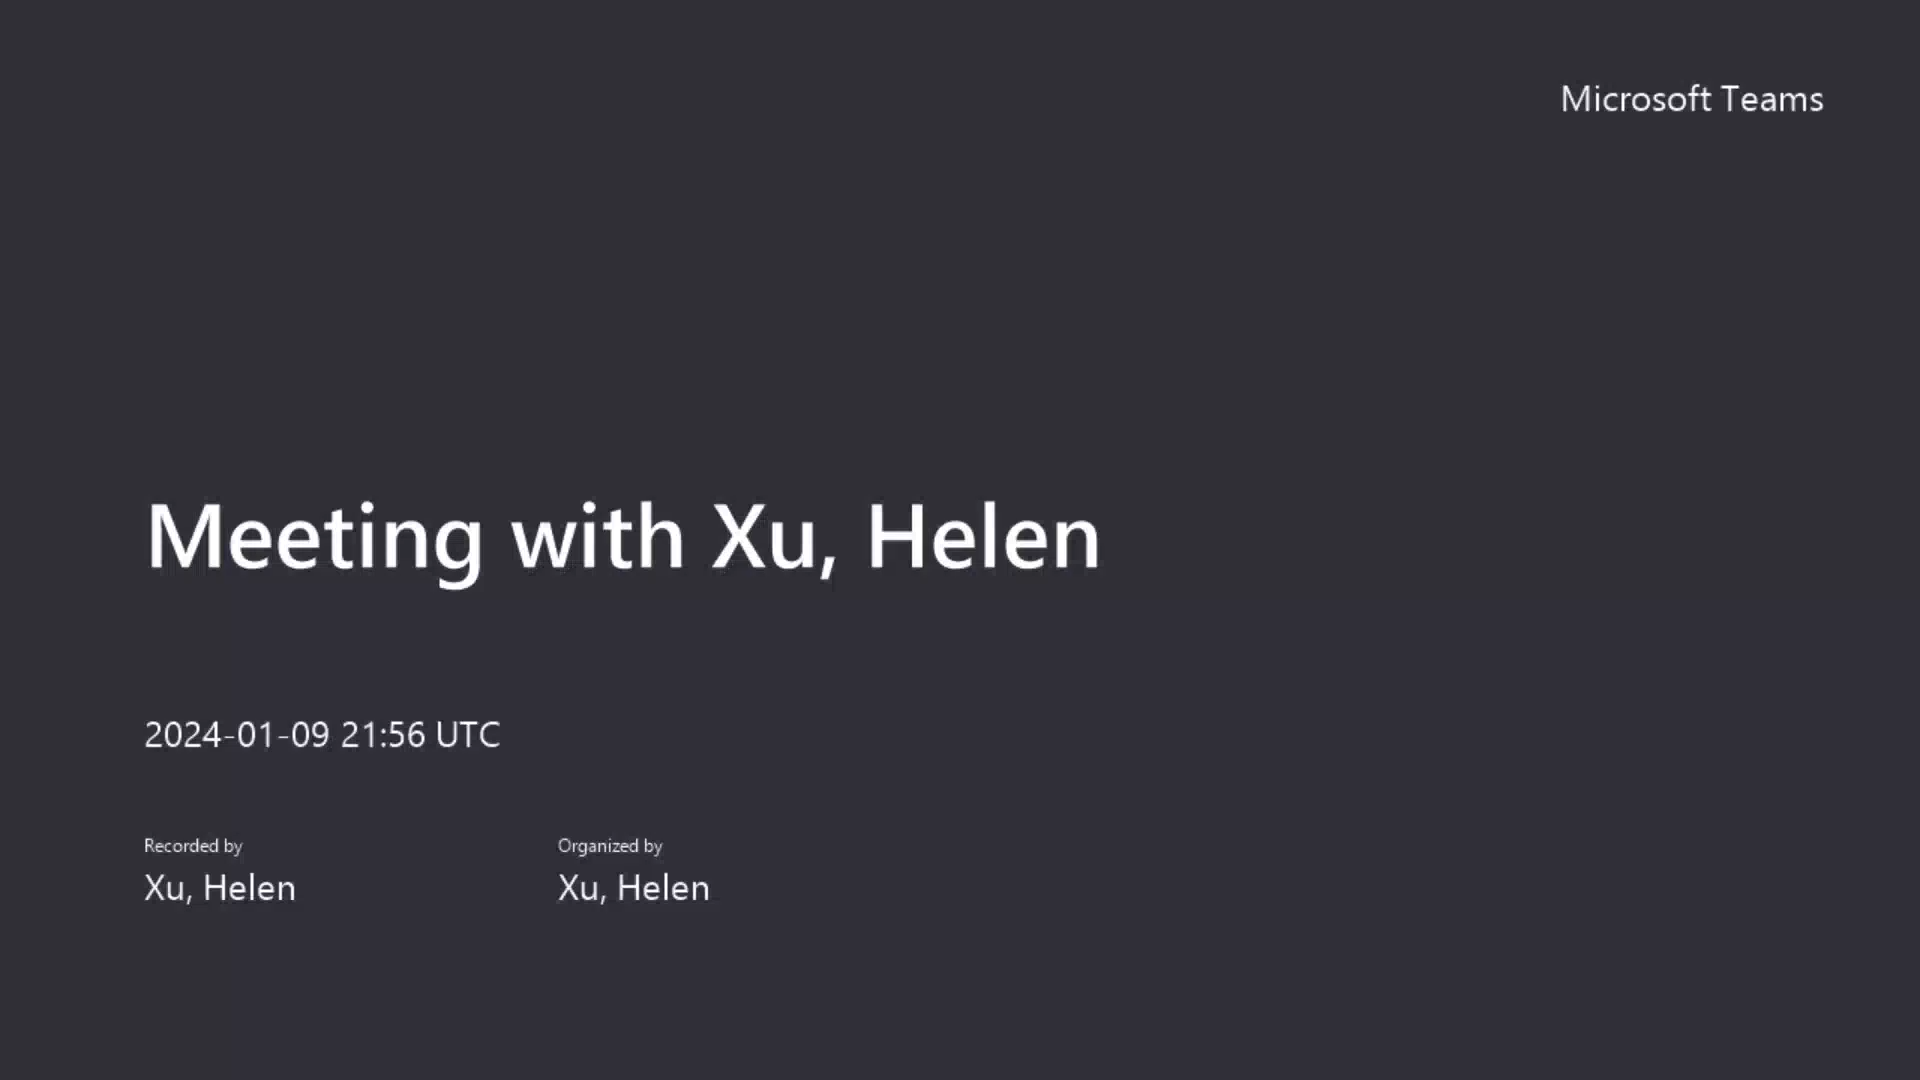 Microsoft Teams
Meeting with Xu, Helen
2024-01-09 21:56 UTC
Recorded by
Xu, Helen
Organized by
Xu, Helen